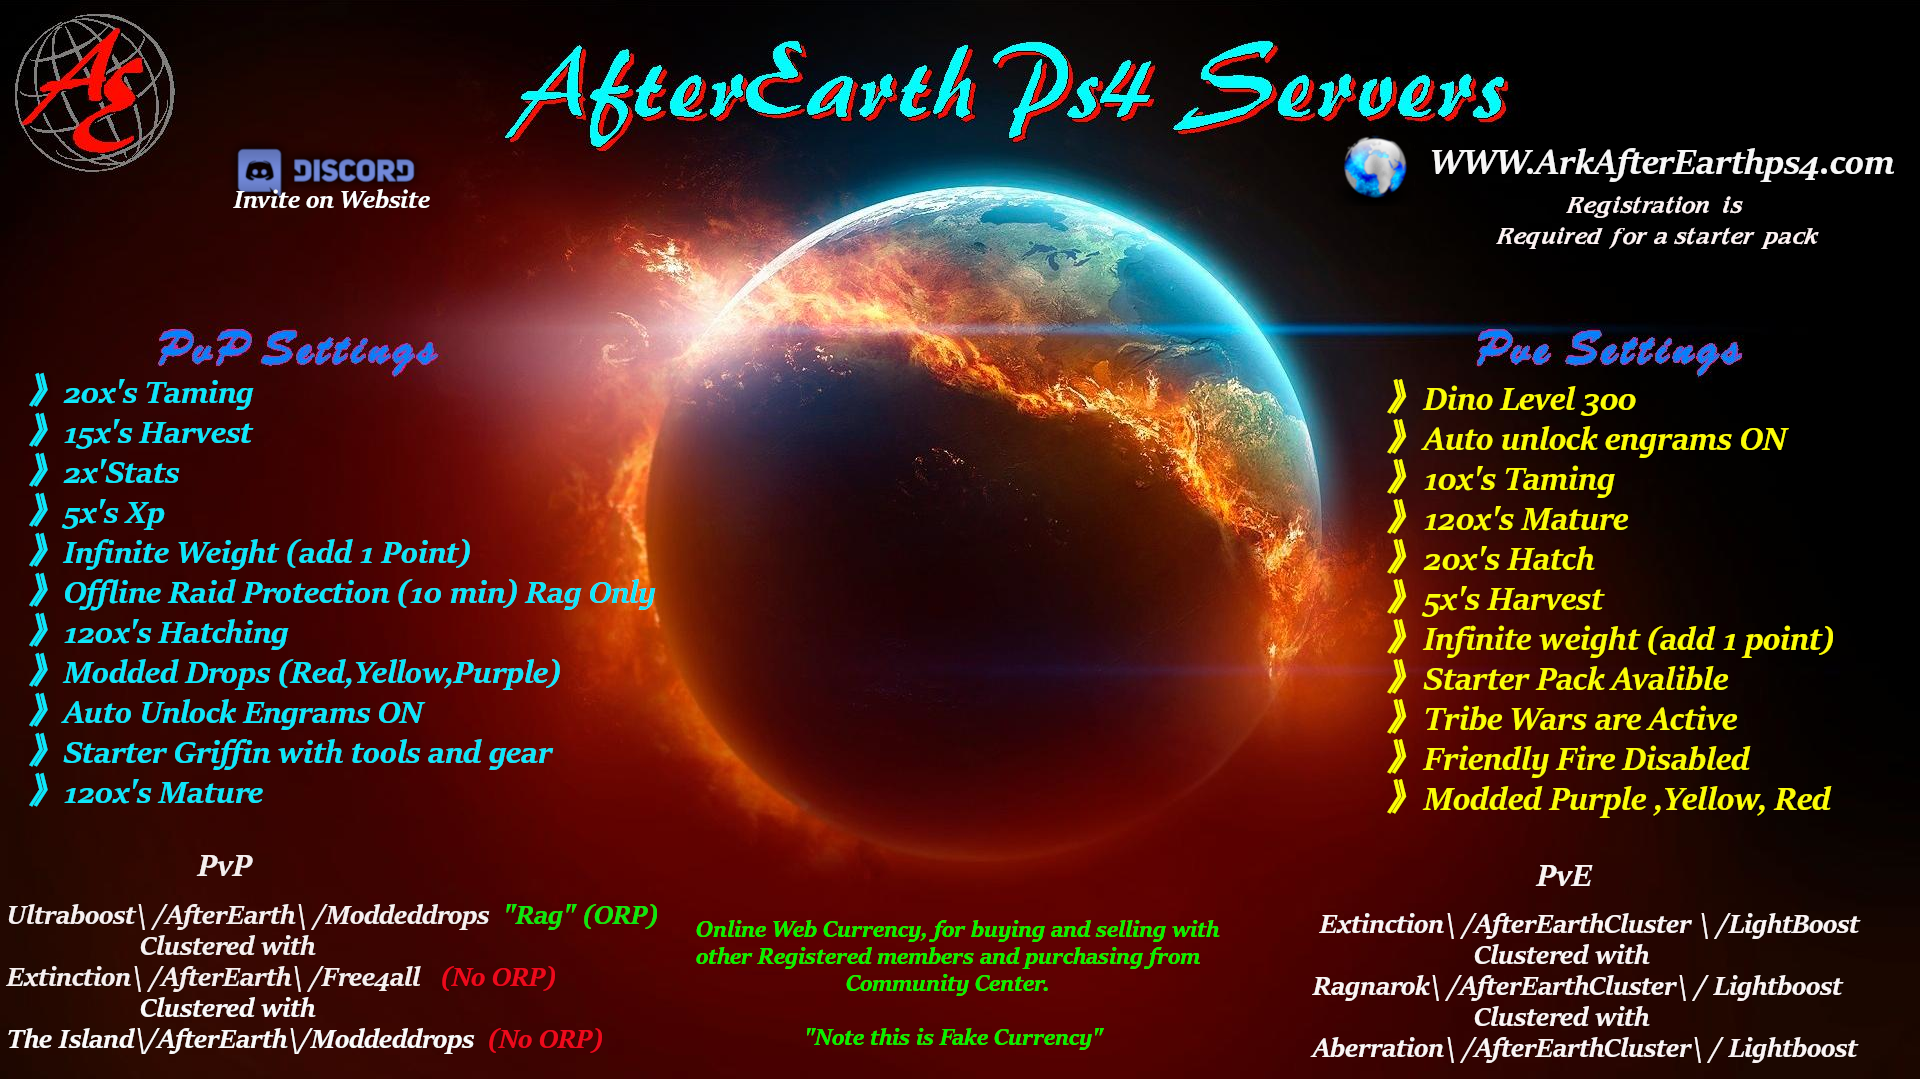 AfterEarth Ps4 Servers
AE
DISCORD
Invite on Website
WWW.ArkAfterEarthps4.com
Registration is
Required for a starter pack
PvP Settings
》 20x's Taming
》 15x's Harvest
》 2x'Stats
》 5x's Xp
》 Infinite Weight (add 1 Point)
》 Offline Raid Protection (10 min) Rag Only
》 120x's Hatching
》 Modded Drops (Red,Yellow,Purple)
》 Auto Unlock Engrams ON
》 Starter Griffin with tools and gear
》 120x's Mature
Pve Settings
》 Dino Level 300
》 Auto unlock engrams ON
》 10x's Taming
》 120x's Mature
》 20x's Hatch
》 5x's Harvest
》 Infinite weight (add 1 point)
》 Starter Pack Avalible
》 Tribe Wars are Active
》 Friendly Fire Disabled
》 Modded Purple ,Yellow, Red
PvP
Ultraboost\ /AfterEarth\ /Moddeddrops "Rag" (ORP)
Clustered with
Extinction\ /AfterEarth\ /Free4all (No ORP)
Clustered with
The Island\/AfterEarth\/Moddeddrops (No ORP)
Online Web Currency, for buying and selling with
other Registered members and purchasing from
Community Center.
"Note this is Fake Currency"
PvE
Extinction\ /AfterEarthCluster \ /LightBoost
Clustered with
Ragnarok\ /AfterEarthCluster\ / Lightboost
Clustered with
Aberration\ /AfterEarthCluster\ / Lightboost